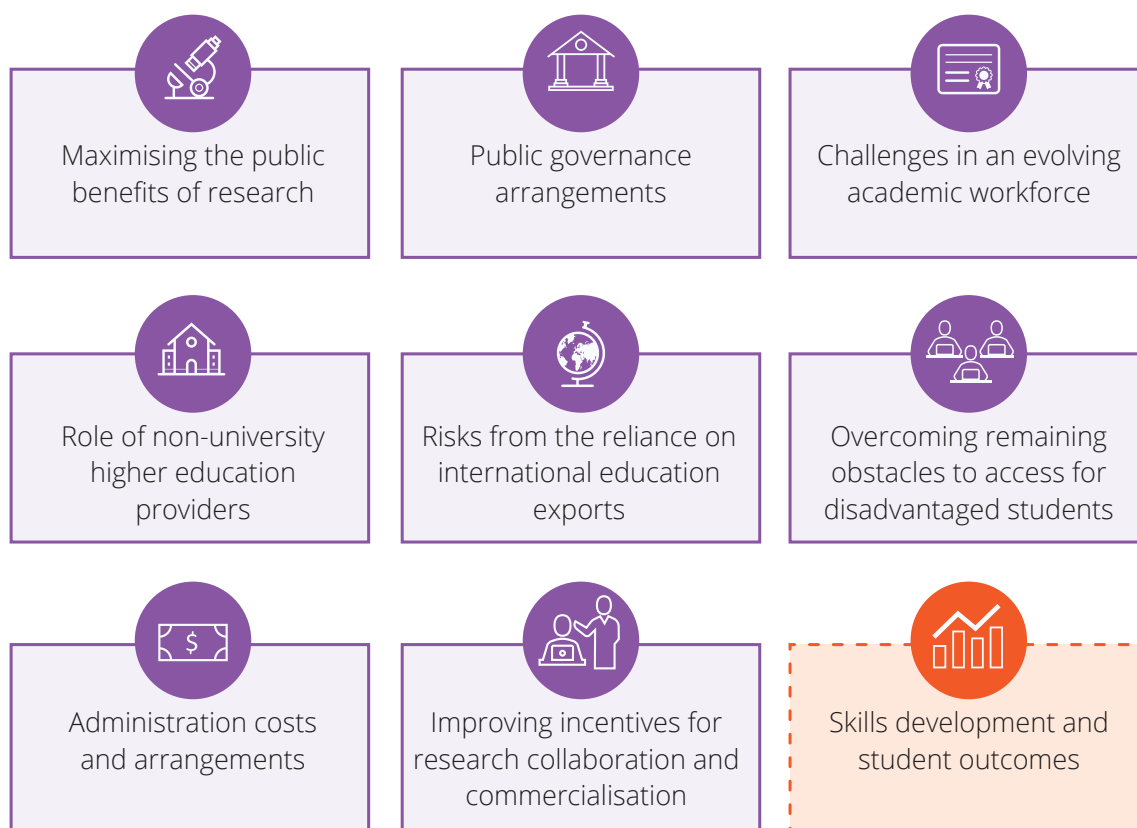 Maximising the public
benefits of research
Public governance
arrangements
Challenges in an evolving
academic workforce
Role of non-university
higher education
providers
Risks from the reliance on
international education
exports
Overcoming remaining
obstacles to access for
disadvantaged students
$
Administration costs
and arrangements
Improving incentives for
research collaboration and
commercialisation
Skills development and
student outcomes